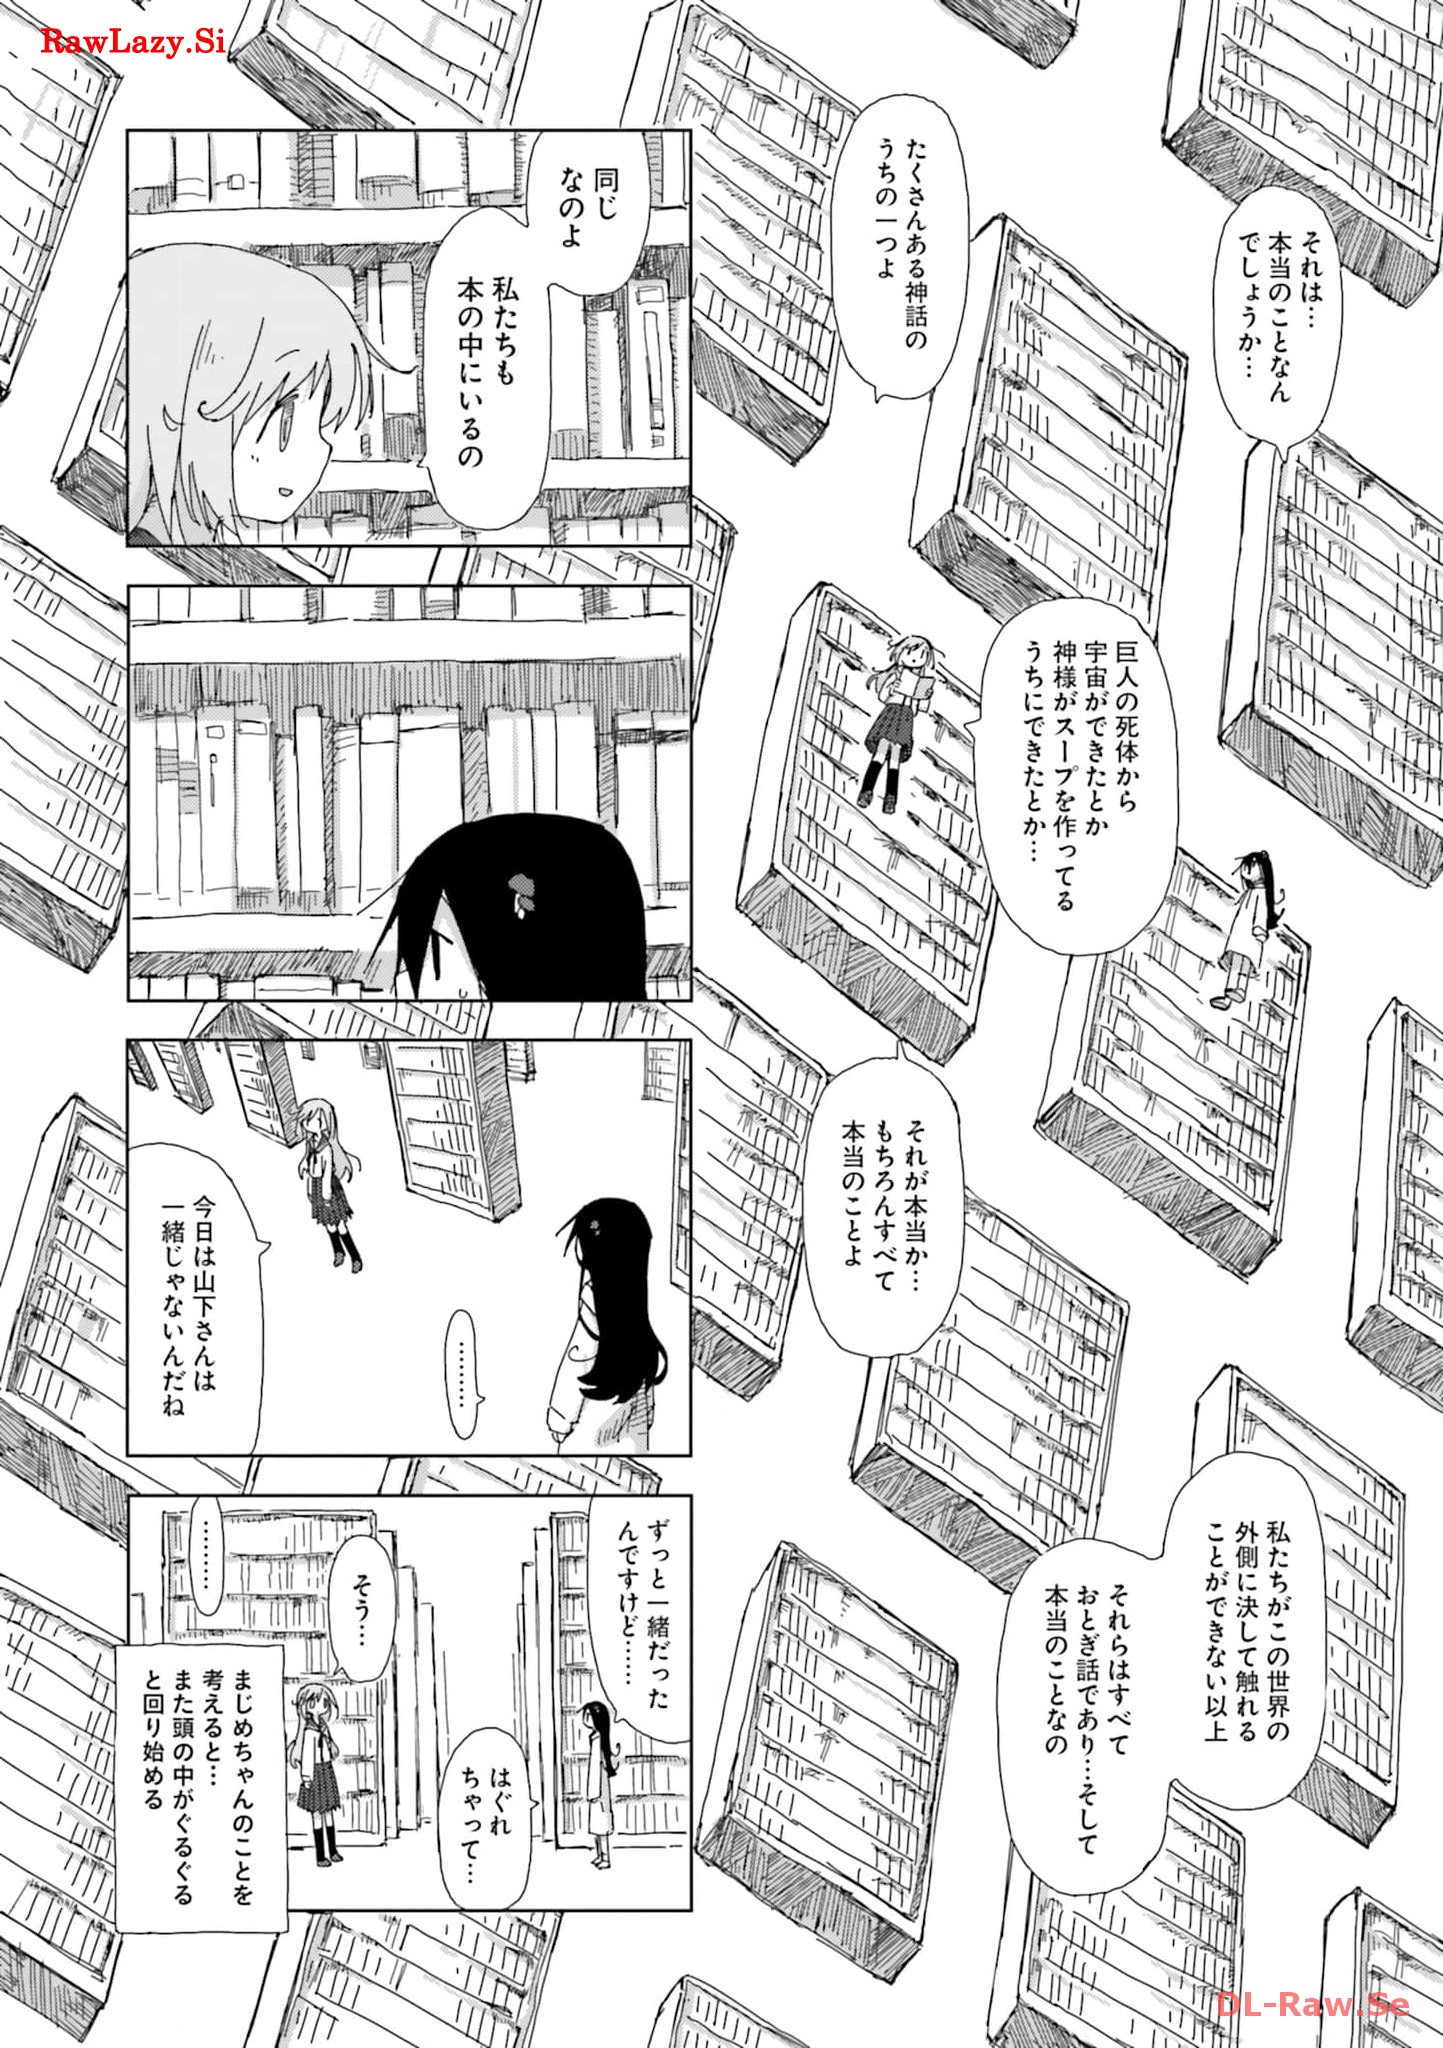 RawLazy.Si
それは…
本当のことなん
でしょうか…
たくさんある神話の
うちの一つよ
巨人の死体から
宇宙ができたとか
神様がスープを作ってる
うちにできたとか…
それが本当か…
もちろんすべて
本当のことよ
私たちがこの世界の
外側に決して触れる
ことができない以上
それらはすべて
おとぎ話であり…そして
本当のことなの
同じ
なのよ
私たちも
本の中にいるの
………
今日は山下さんは
一緒じゃないんだね
ずっと一緒だった
んですけど……
はぐれ
ちゃって…
そう…
………
まじめちゃんのことを
考えると…
また頭の中がぐるぐる
と回り始める
DL-Raw.Se